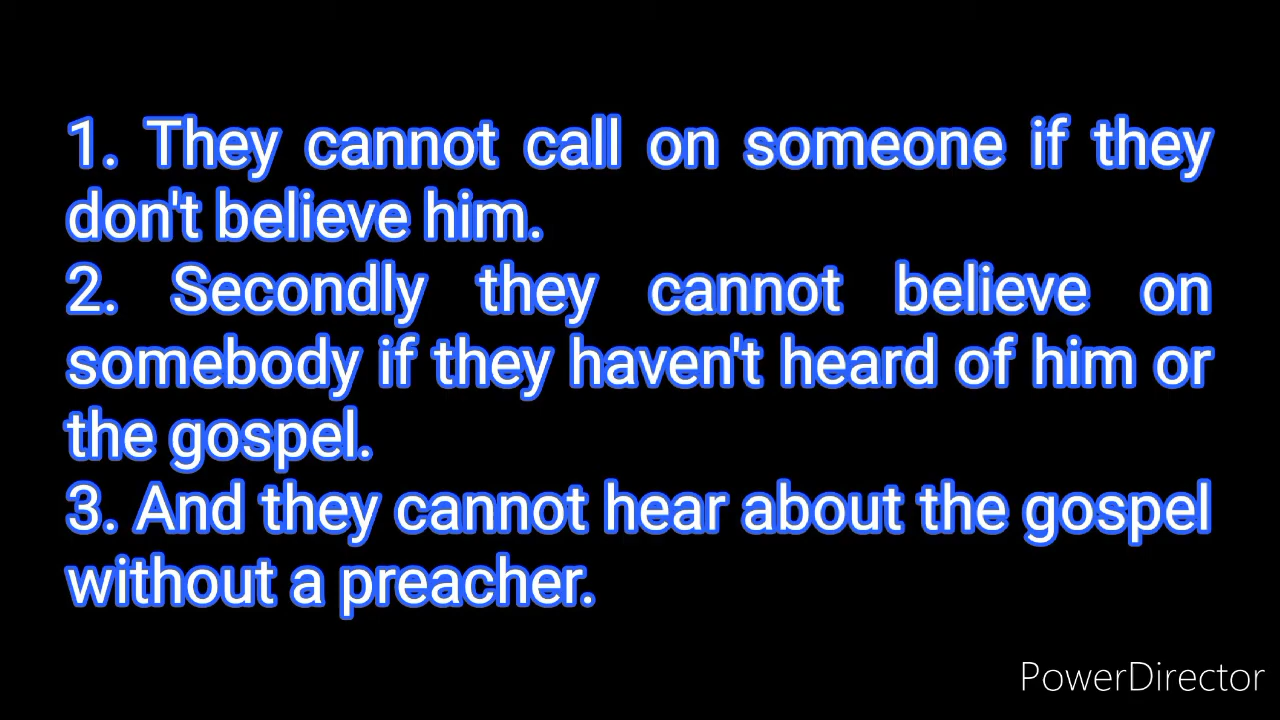 1. They cannot call on someone if they
don't believe him.
2. Secondly they cannot believe on
somebody if they haven't heard of him or
the gospel.
3. And they cannot hear about the gospel
without a preacher.
PowerDirector